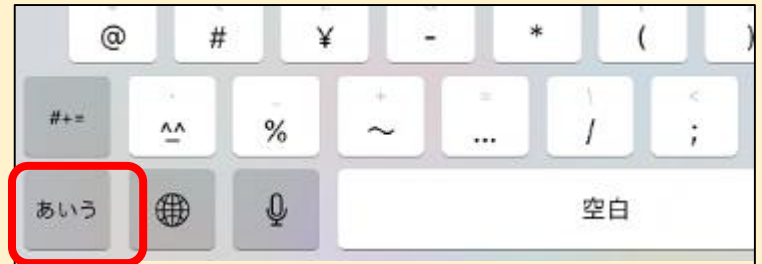 @ # ¥ - * ( )
+ = \ <
#+= ^_^ % ～ … / ;
あいう 空白